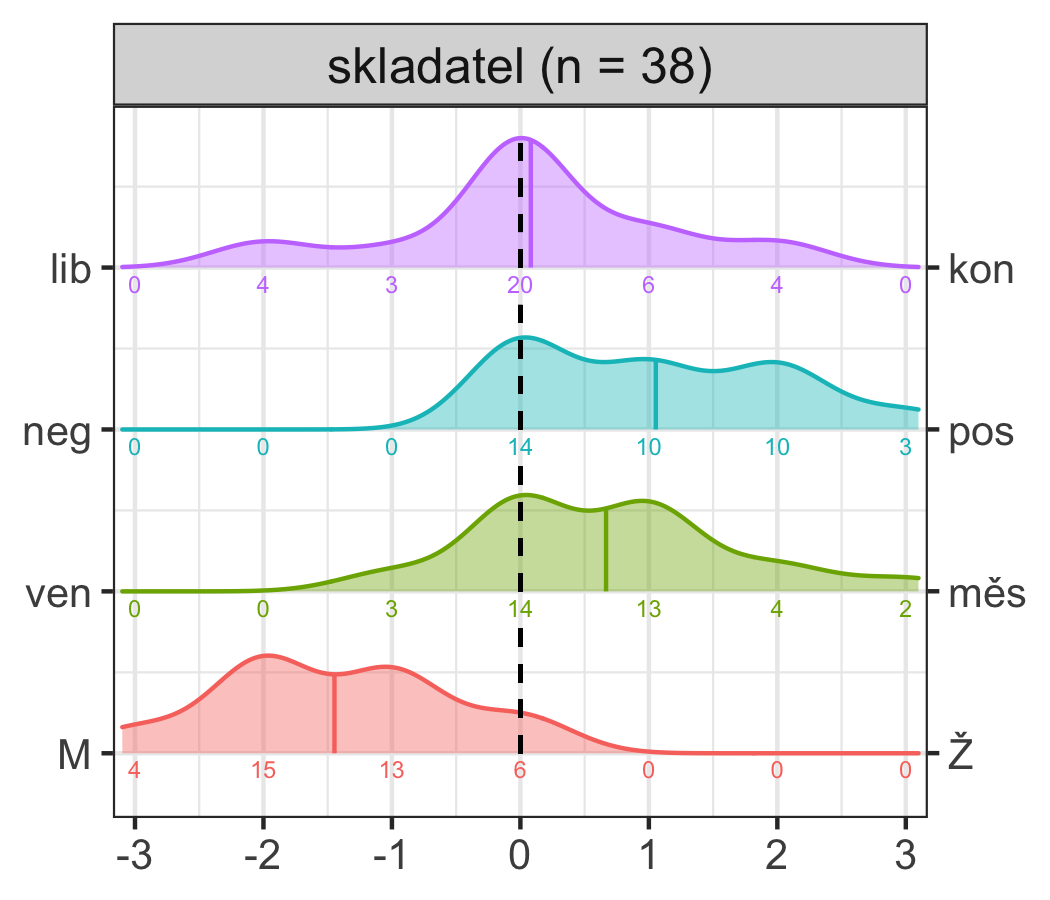 skladatel (n = 38)
lib kon
0 4 3 20 6 4 0
neg pos
0 0 0 14 10 10 3
ven měs
0 0 3 14 13 4 2
M Ž
4 15 13 6 0 0 0
-3 -2 -1 0 1 2 3